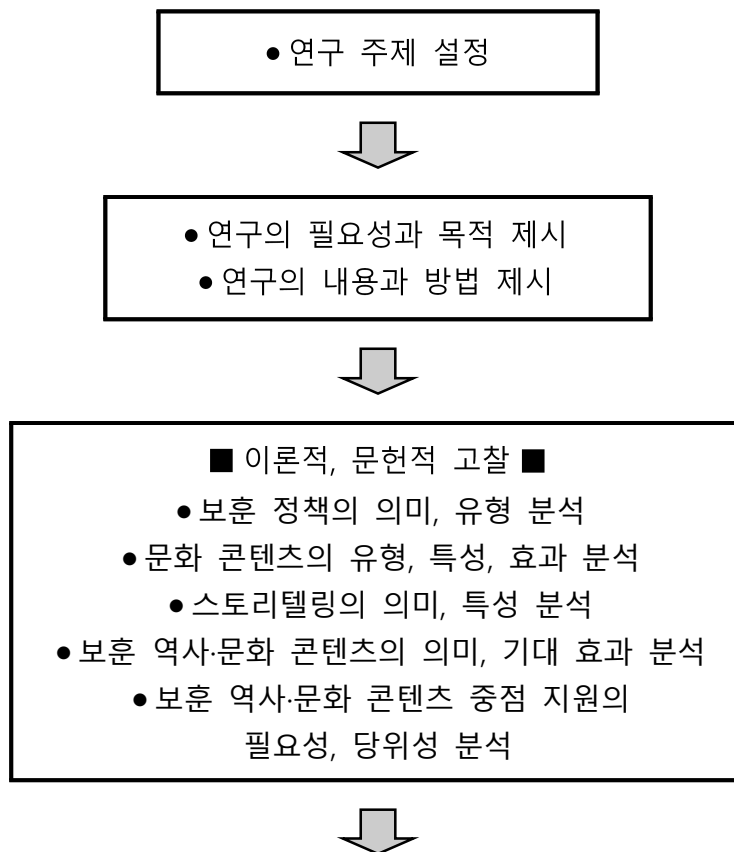 ● 연구 주제 설정
● 연구의 필요성과 목적 제시
● 연구의 내용과 방법 제시
■ 이론적, 문헌적 고찰 ■
● 보훈 정책의 의미, 유형 분석
● 문화 콘텐츠의 유형, 특성, 효과 분석
● 스토리텔링의 의미, 특성 분석
● 보훈 역사·문화 콘텐츠의 의미, 기대 효과 분석
● 보훈 역사·문화 콘텐츠 중점 지원의
필요성, 당위성 분석